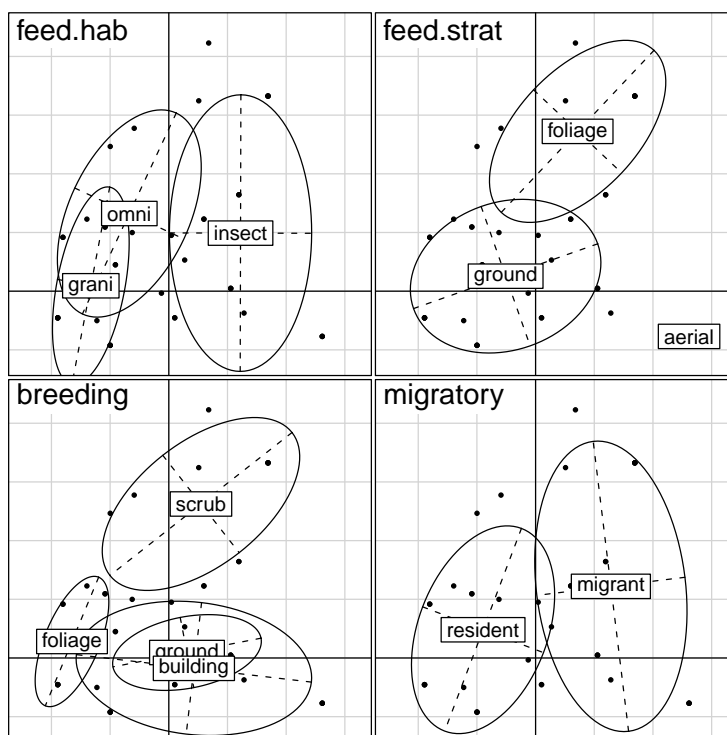 feed.hab
omni
insect
grani
feed.strat
foliage
ground
aerial
breeding
scrub
foliage
ground
building
migratory
migrant
resident